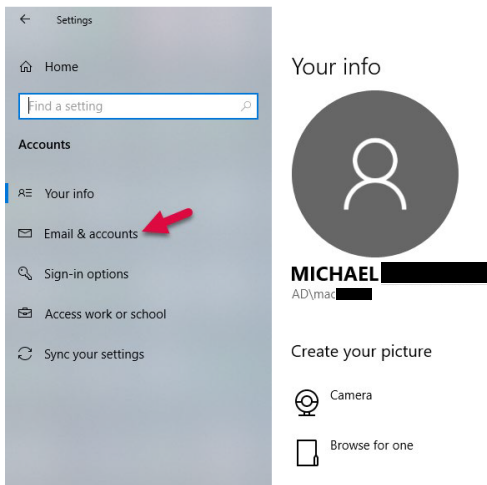 Settings
Home
Find a setting
Accounts
Your info
Email & accounts
Sign-in options
Access work or school
Sync your settings
Your info
MICHAEL
AD\mac
Create your picture
Camera
Browse for one